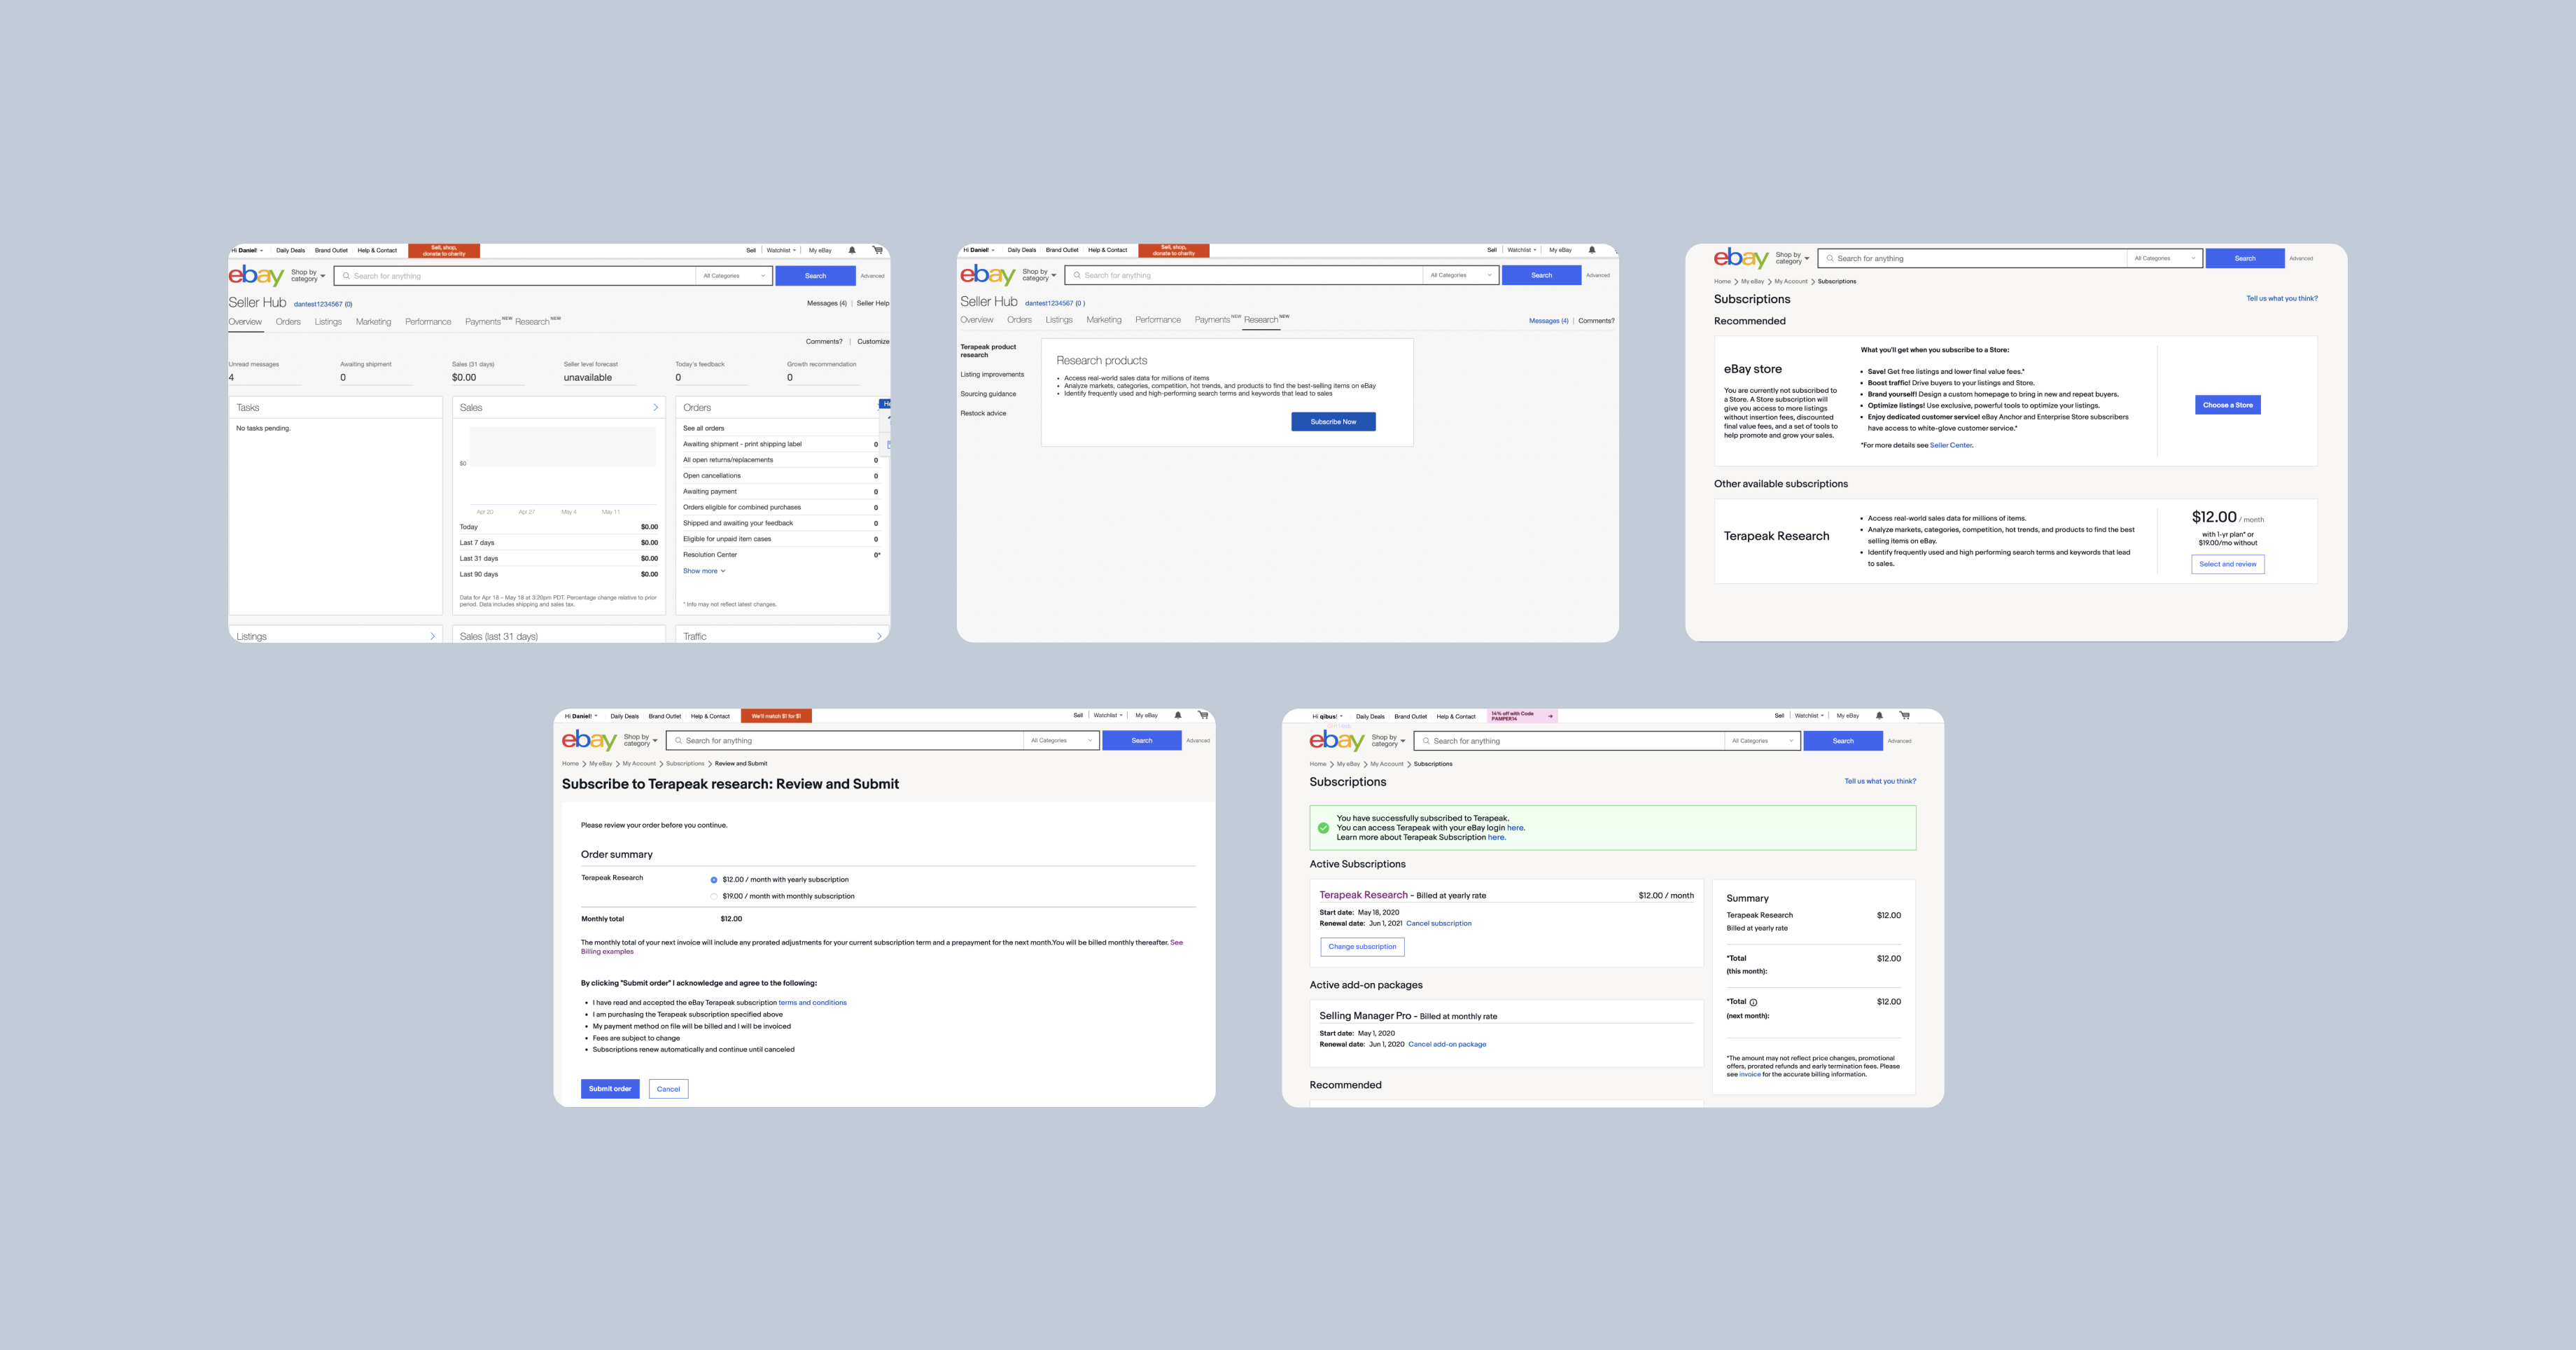 Hi Daniel! Daily Deals Brand Outlet Help & Contact Sell, shop, donate to charity Sell Watchlist My eBay
ebay Shop by category Search for anything All Categories Search Advanced
Seller Hub dantest1234567 (0) Messages (4) Seller Help
Overview Orders Listings Marketing Performance Payments NEW Research NEW
Comments? Customize
Unread messages Awaiting shipment Sales (31 days) Seller level forecast Today's feedback Growth recommendation
4 0 $0.00 unavailable 0 0
Tasks
No tasks pending.
Sales
$0
Apr 20 Apr 27 May 4 May 11
Today $0.00
Last 7 days $0.00
Last 31 days $0.00
Last 90 days $0.00
Data for Apr 18 – May 18 at 3:20pm PDT. Percentage change relative to prior
period. Data includes shipping and sales tax.
Orders
See all orders
Awaiting shipment - print shipping label 0
All open returns/replacements 0
Open cancellations 0
Awaiting payment 0
Orders eligible for combined purchases 0
Shipped and awaiting your feedback 0
Eligible for unpaid item cases 0
Resolution Center 0*
Show more
* Info may not reflect latest changes.
Listings Sales (last 31 days) Traffic
Hi Daniel! Daily Deals Brand Outlet Help & Contact Sell, shop, donate to charity Sell Watchlist My eBay
ebay Shop by category Search for anything All Categories Search Advanced
Seller Hub dantest1234567 (0 )
Overview Orders Listings Marketing Performance Payments NEW Research NEW Messages (4) Comments?
Terapeak product
research
Listing improvements
Sourcing guidance
Restock advice
Research products
• Access real-world sales data for millions of items
• Analyze markets, categories, competition, hot trends, and products to find the best-selling items on eBay
• Identify frequently used and high-performing search terms and keywords that lead to sales
Subscribe Now
ebay Shop by category Search for anything All Categories Search Advanced
Home My eBay My Account Subscriptions
Subscriptions Tell us what you think?
Recommended
eBay store
You are currently not subscribed to
a Store. A Store subscription will
give you access to more listings
without insertion fees, discounted
final value fees, and a set of tools to
help promote and grow your sales.
What you'll get when you subscribe to a Store:
• Save! Get free listings and lower final value fees.*
• Boost traffic! Drive buyers to your listings and Store.
• Brand yourself! Design a custom homepage to bring in new and repeat buyers.
• Optimize listings! Use exclusive, powerful tools to optimize your listings.
• Enjoy dedicated customer service! eBay Anchor and Enterprise Store subscribers
have access to white-glove customer service.*
*For more details see Seller Center.
Choose a Store
Other available subscriptions
Terapeak Research
• Access real-world sales data for millions of items.
• Analyze markets, categories, competition, hot trends, and products to find the best
selling items on eBay.
• Identify frequently used and high performing search terms and keywords that lead
to sales.
$12.00 / month
with 1-yr plan* or
$19.00/mo without
Select and review
Hi Daniel! Daily Deals Brand Outlet Help & Contact We'll match $1 for $1 Sell Watchlist My eBay
ebay Shop by category Search for anything All Categories Search Advanced
Home My eBay My Account Subscriptions Review and Submit
Subscribe to Terapeak research: Review and Submit
Please review your order before you continue.
Order summary
Terapeak Research $12.00 / month with yearly subscription
$19.00 / month with monthly subscription
Monthly total $12.00
The monthly total of your next invoice will include any prorated adjustments for your current subscription term and a prepayment for the next month.You will be billed monthly thereafter. See
Billing examples
By clicking "Submit order" I acknowledge and agree to the following:
• I have read and accepted the eBay Terapeak subscription terms and conditions
• I am purchasing the Terapeak subscription specified above
• My payment method on file will be billed and I will be invoiced
• Fees are subject to change
• Subscriptions renew automatically and continue until canceled
Submit order Cancel
Hi qibus! Daily Deals Brand Outlet Help & Contact 14% off with Code PAMPER14 Sell Watchlist My eBay
ebay Shop by category Search for anything All Categories Search Advanced
Home My eBay My Account Subscriptions
Subscriptions Tell us what you think?
You have successfully subscribed to Terapeak.
You can access Terapeak with your eBay login here.
Learn more about Terapeak Subscription here.
Active Subscriptions
Terapeak Research - Billed at yearly rate $12.00 / month
Start date: May 18, 2020
Renewal date: Jun 1, 2021 Cancel subscription
Change subscription
Active add-on packages
Selling Manager Pro - Billed at monthly rate
Start date: May 1, 2020
Renewal date: Jun 1, 2020 Cancel add-on package
Recommended
Summary
Terapeak Research $12.00
Billed at yearly rate
*Total $12.00
(this month):
*Total $12.00
(next month):
*The amount may not reflect price changes, promotional
offers, prorated refunds and early termination fees. Please
see invoice for the accurate billing information.